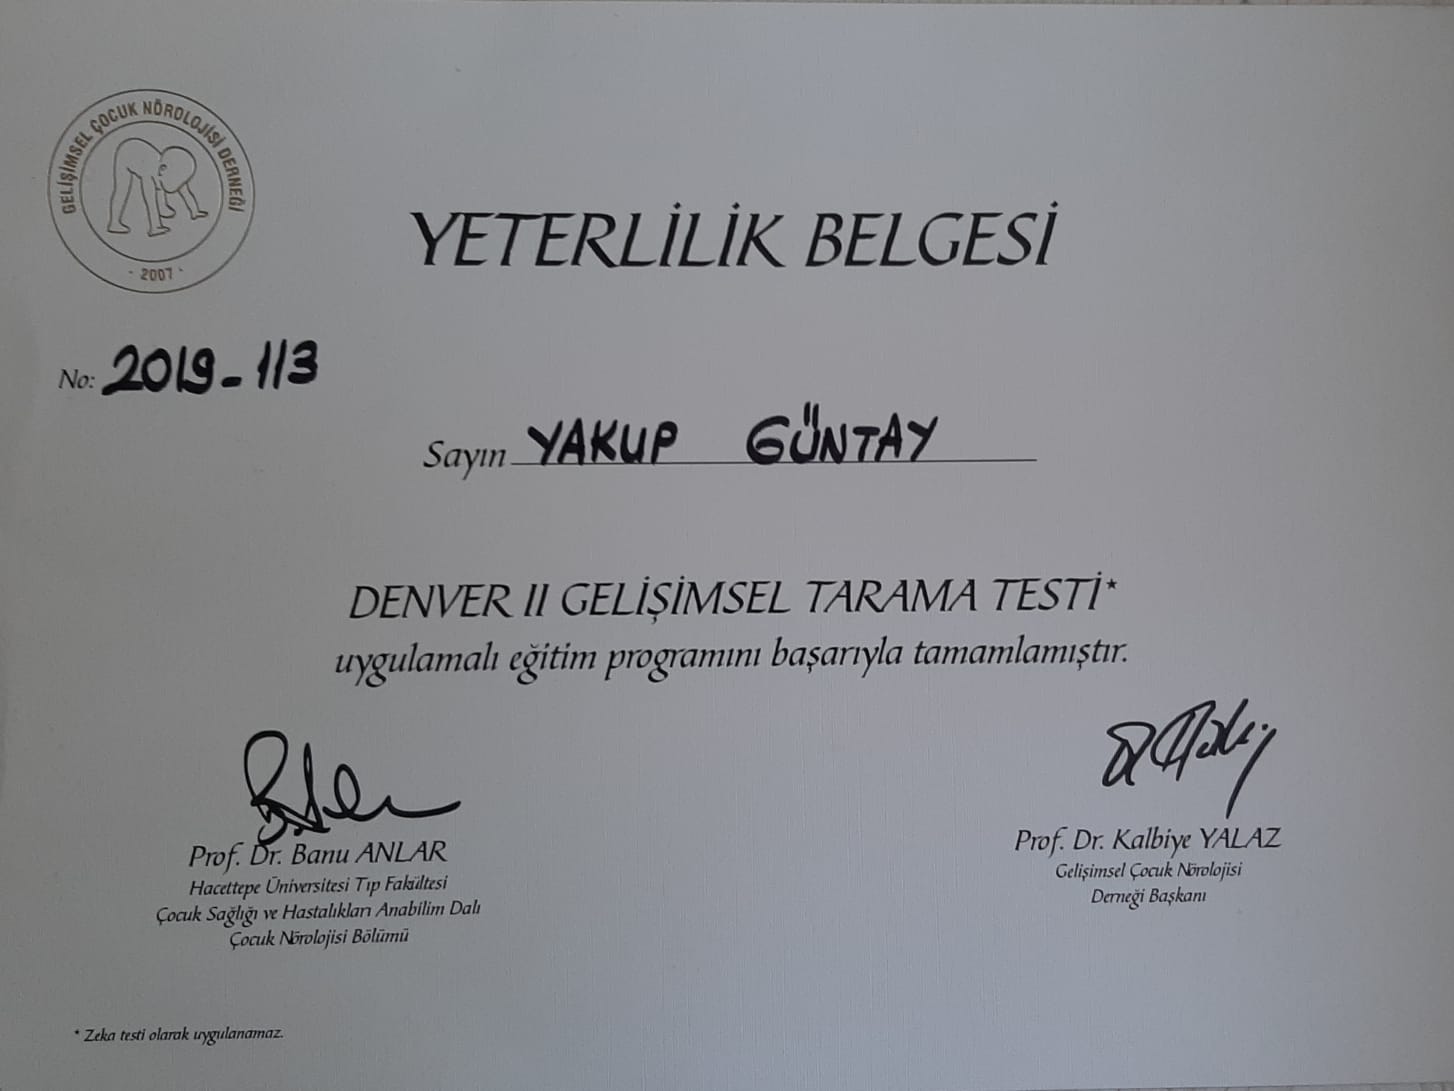 GELİŞİMSEL ÇOCUK NÖROLOJİSİ DERNEĞİ
· 2007 ·
YETERLİLİK BELGESİ
No: 2019-113
Sayın YAKUP GÜNTAY
DENVER II GELİŞİMSEL TARAMA TESTİ*
uygulamalı eğitim programını başarıyla tamamlamıştır.
Prof. Dr. Banu ANLAR
Hacettepe Üniversitesi Tıp Fakültesi
Çocuk Sağlığı ve Hastalıkları Anabilim Dalı
Çocuk Nörolojisi Bölümü
Prof. Dr. Kalbiye YALAZ
Gelişimsel Çocuk Nörolojisi
Derneği Başkanı
* Zeka testi olarak uygulanamaz.